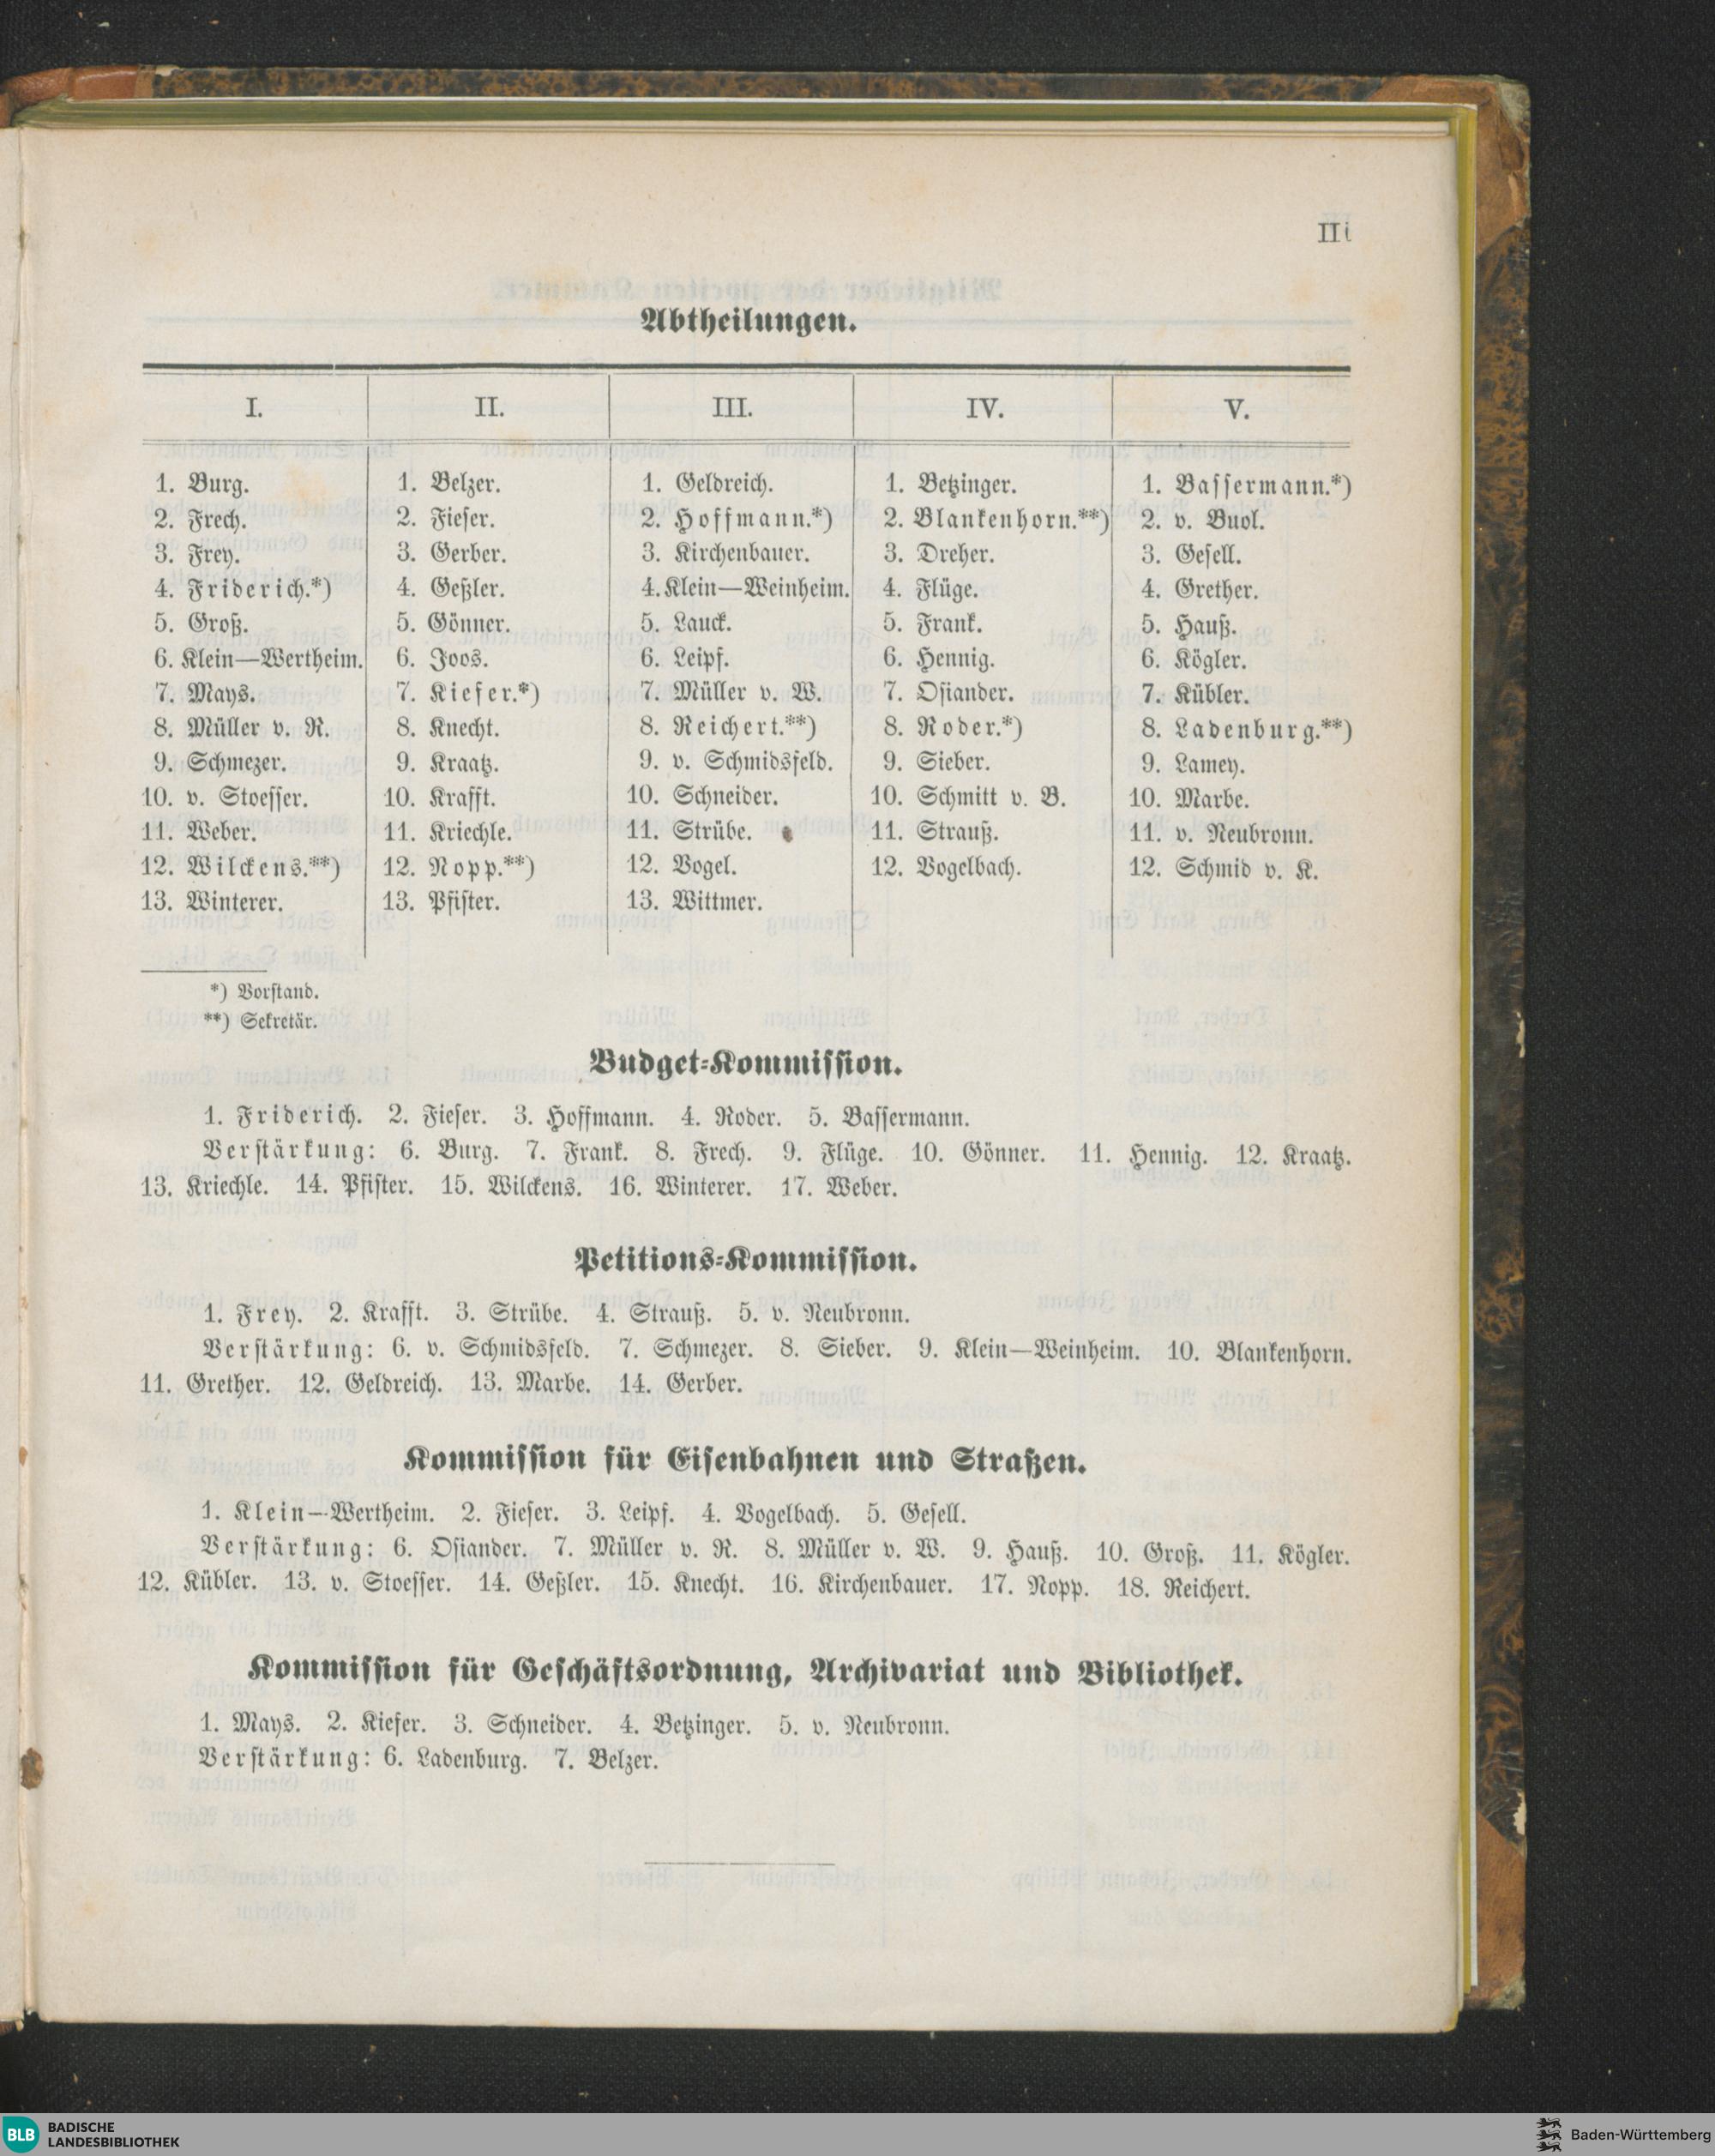 III
Abtheilungen.
I. II. III. IV. V.
1. Burg. 1. Belzer. 1. Geldreich. 1. Betzinger. 1. Bassermann.*)
2. Frech. 2. Fieser. 2. Hoffmann.*) 2. Blankenhorn.**) 2. v. Buol.
3. Frey. 3. Gerber. 3. Kirchenbauer. 3. Dreher. 3. Gesell.
4. Friderich.*) 4. Geßler. 4. Klein—Weinheim. 4. Flüge. 4. Grether.
5. Groß. 5. Gönner. 5. Lauck. 5. Frank. 5. Hauß.
6. Klein—Wertheim. 6. Joos. 6. Leipf. 6. Hennig. 6. Kögler.
7. Mays. 7. Kiefer.*) 7. Müller v. W. 7. Osiander. 7. Kübler.
8. Müller v. R. 8. Knecht. 8. Reichert.**) 8. Roder.*) 8. Ladenburg.**)
9. Schmezer. 9. Kraatz. 9. v. Schmidsfeld. 9. Sieber. 9. Lamey.
10. v. Stoesser. 10. Krafft. 10. Schneider. 10. Schmitt v. B. 10. Marbe.
11. Weber. 11. Kriechle. 11. Strübe. 11. Strauß. 11. v. Neubronn.
12. Wilckens.**) 12. Nopp.**) 12. Vogel. 12. Vogelbach. 12. Schmid v. K.
13. Winterer. 13. Pfister. 13. Wittmer.
*) Vorstand.
**) Sekretär.
Budget-Kommission.
1. Friderich. 2. Fieser. 3. Hoffmann. 4. Roder. 5. Bassermann.
Verstärkung: 6. Burg. 7. Frank. 8. Frech. 9. Flüge. 10. Gönner. 11. Hennig. 12. Kraatz.
13. Kriechle. 14. Pfister. 15. Wilckens. 16. Winterer. 17. Weber.
Petitions-Kommission.
1. Frey. 2. Krafft. 3. Strübe. 4. Strauß. 5. v. Neubronn.
Verstärkung: 6. v. Schmidsfeld. 7. Schmezer. 8. Sieber. 9. Klein—Weinheim. 10. Blankenhorn.
11. Grether. 12. Geldreich. 13. Marbe. 14. Gerber.
Kommission für Eisenbahnen und Straßen.
1. Klein—Wertheim. 2. Fieser. 3. Leipf. 4. Vogelbach. 5. Gesell.
Verstärkung: 6. Osiander. 7. Müller v. R. 8. Müller v. W. 9. Hauß. 10. Groß. 11. Kögler.
12. Kübler. 13. v. Stoesser. 14. Geßler. 15. Knecht. 16. Kirchenbauer. 17. Nopp. 18. Reichert.
Kommission für Geschäftsordnung, Archivariat und Bibliothek.
1. Mays. 2. Kiefer. 3. Schneider. 4. Betzinger. 5. v. Neubronn.
Verstärkung: 6. Ladenburg. 7. Belzer.
BLB BADISCHE
LANDESBIBLIOTHEK
Baden-Württemberg